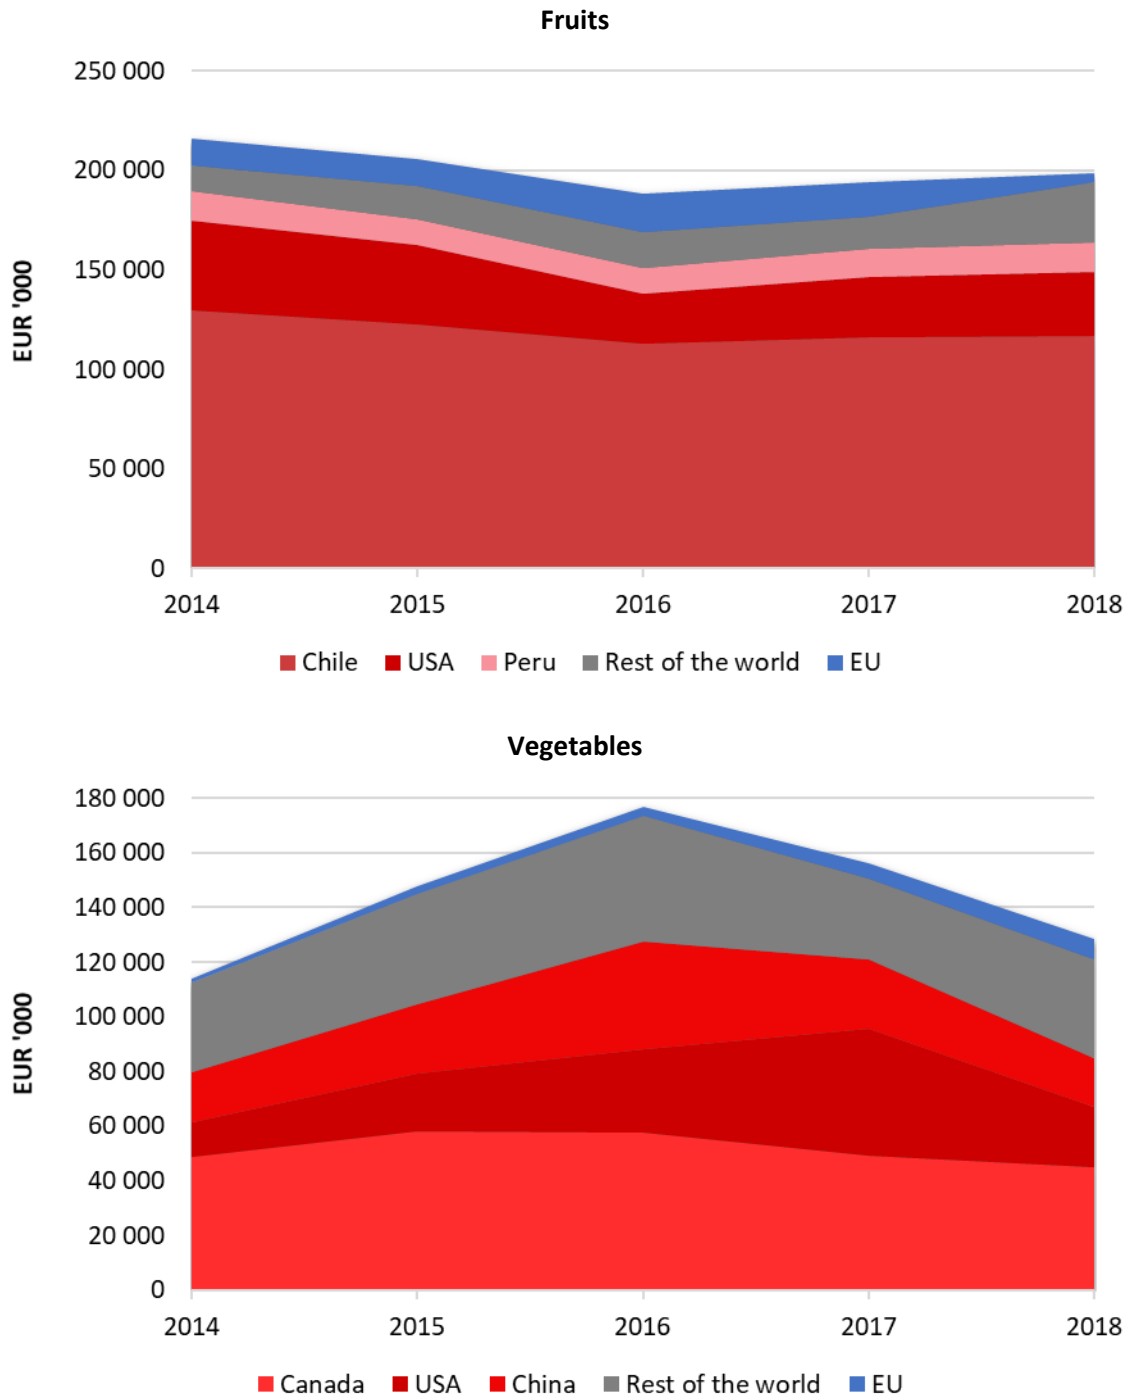 Fruits
250 000
200 000
150 000
100 000
50 000
0
EUR '000
2014 2015 2016 2017 2018
Chile USA Peru Rest of the world EU
Vegetables
180 000
160 000
140 000
120 000
100 000
80 000
60 000
40 000
20 000
0
EUR '000
2014 2015 2016 2017 2018
Canada USA China Rest of the world EU